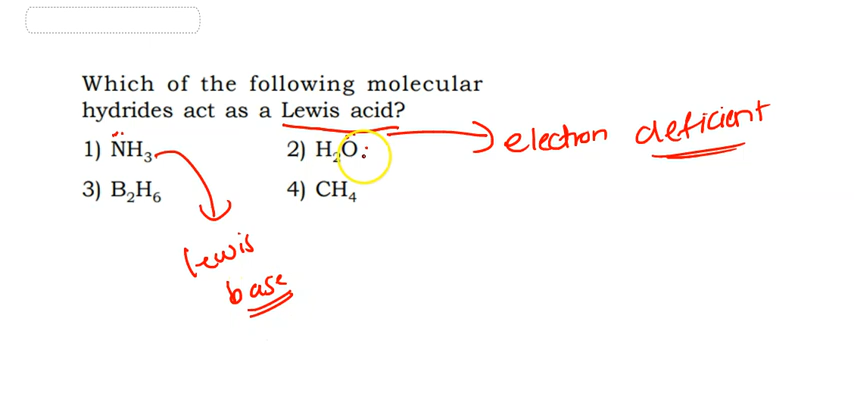 Which of the following molecular
hydrides act as a Lewis acid?
electron deficient
1) NH₃ 2) H₂O:
3) B₂H₆ 4) CH₄
lewis
base